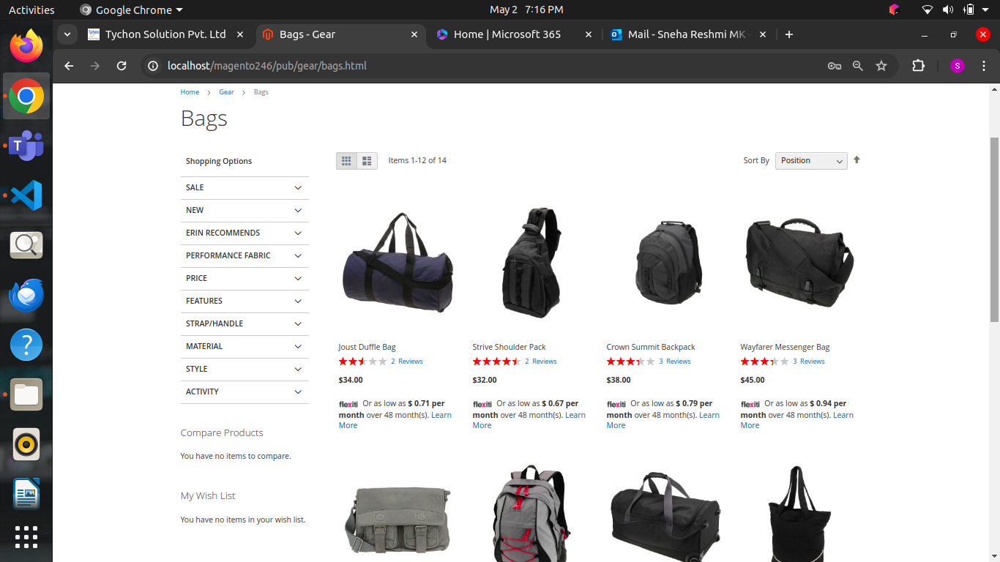 Activities
Google Chrome
May 2 7:16 PM
Tychon Solution Pvt. Ltd
Bags - Gear
Home | Microsoft 365
Mail - Sneha Reshmi MK
localhost/magento246/pub/gear/bags.html
S
Home > Gear > Bags
Bags
Shopping Options
SALE
NEW
ERIN RECOMMENDS
PERFORMANCE FABRIC
PRICE
FEATURES
STRAP/HANDLE
MATERIAL
STYLE
ACTIVITY
Compare Products
You have no items to compare.
My Wish List
You have no items in your wish list.
Items 1-12 of 14
Sort By Position
Joust Duffle Bag
2 Reviews
$34.00
flexiti Or as low as $ 0.71 per
month over 48 month(s). Learn
More
Strive Shoulder Pack
2 Reviews
$32.00
flexiti Or as low as $ 0.67 per
month over 48 month(s). Learn
More
Crown Summit Backpack
3 Reviews
$38.00
flexiti Or as low as $ 0.79 per
month over 48 month(s). Learn
More
Wayfarer Messenger Bag
3 Reviews
$45.00
flexiti Or as low as $ 0.94 per
month over 48 month(s). Learn
More